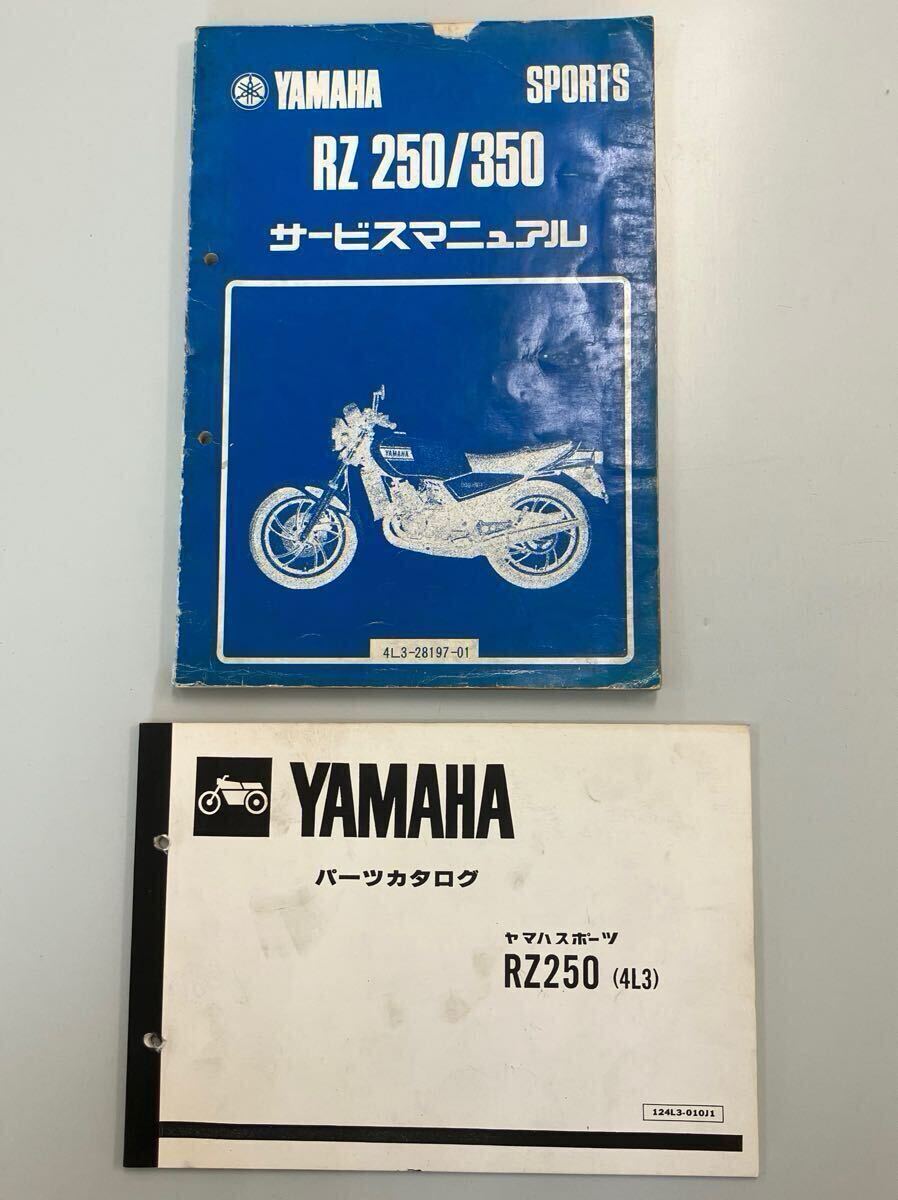 YAMAHA SPORTS
RZ 250/350
サービスマニュアル
YAMAHA
4L3-28197-01
YAMAHA
パーツカタログ
ヤマハスポーツ
RZ250 (4L3)
124L3-010J1